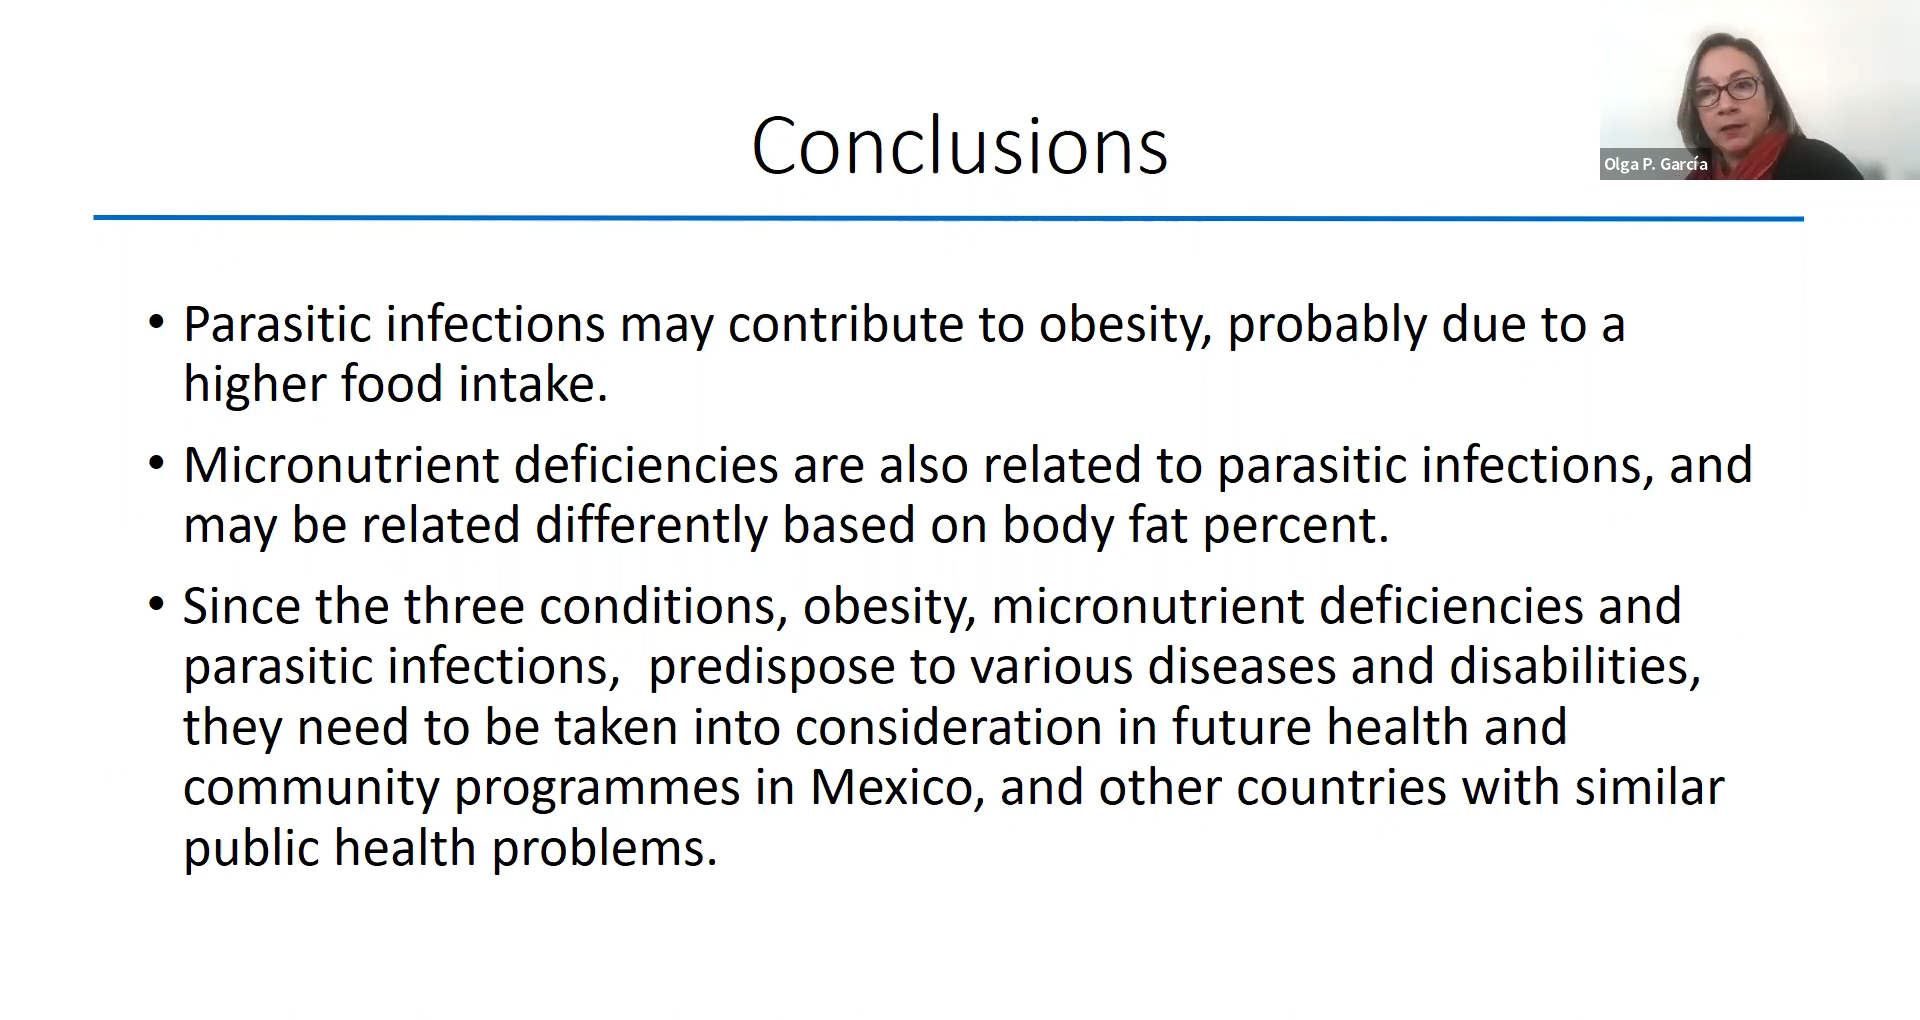 Conclusions
Olga P. García
• Parasitic infections may contribute to obesity, probably due to a
higher food intake.
• Micronutrient deficiencies are also related to parasitic infections, and
may be related differently based on body fat percent.
• Since the three conditions, obesity, micronutrient deficiencies and
parasitic infections,  predispose to various diseases and disabilities,
they need to be taken into consideration in future health and
community programmes in Mexico, and other countries with similar
public health problems.